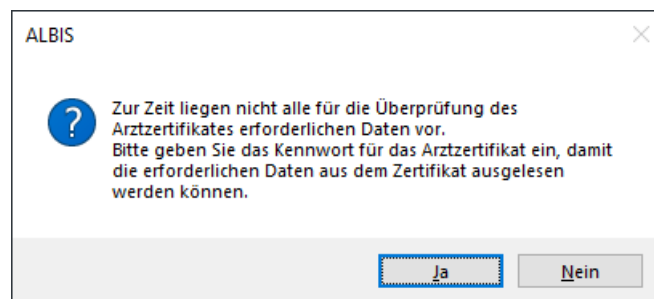 ALBIS
Zur Zeit liegen nicht alle für die Überprüfung des
Arztzertifikates erforderlichen Daten vor.
Bitte geben Sie das Kennwort für das Arztzertifikat ein, damit
die erforderlichen Daten aus dem Zertifikat ausgelesen
werden können.
Ja
Nein